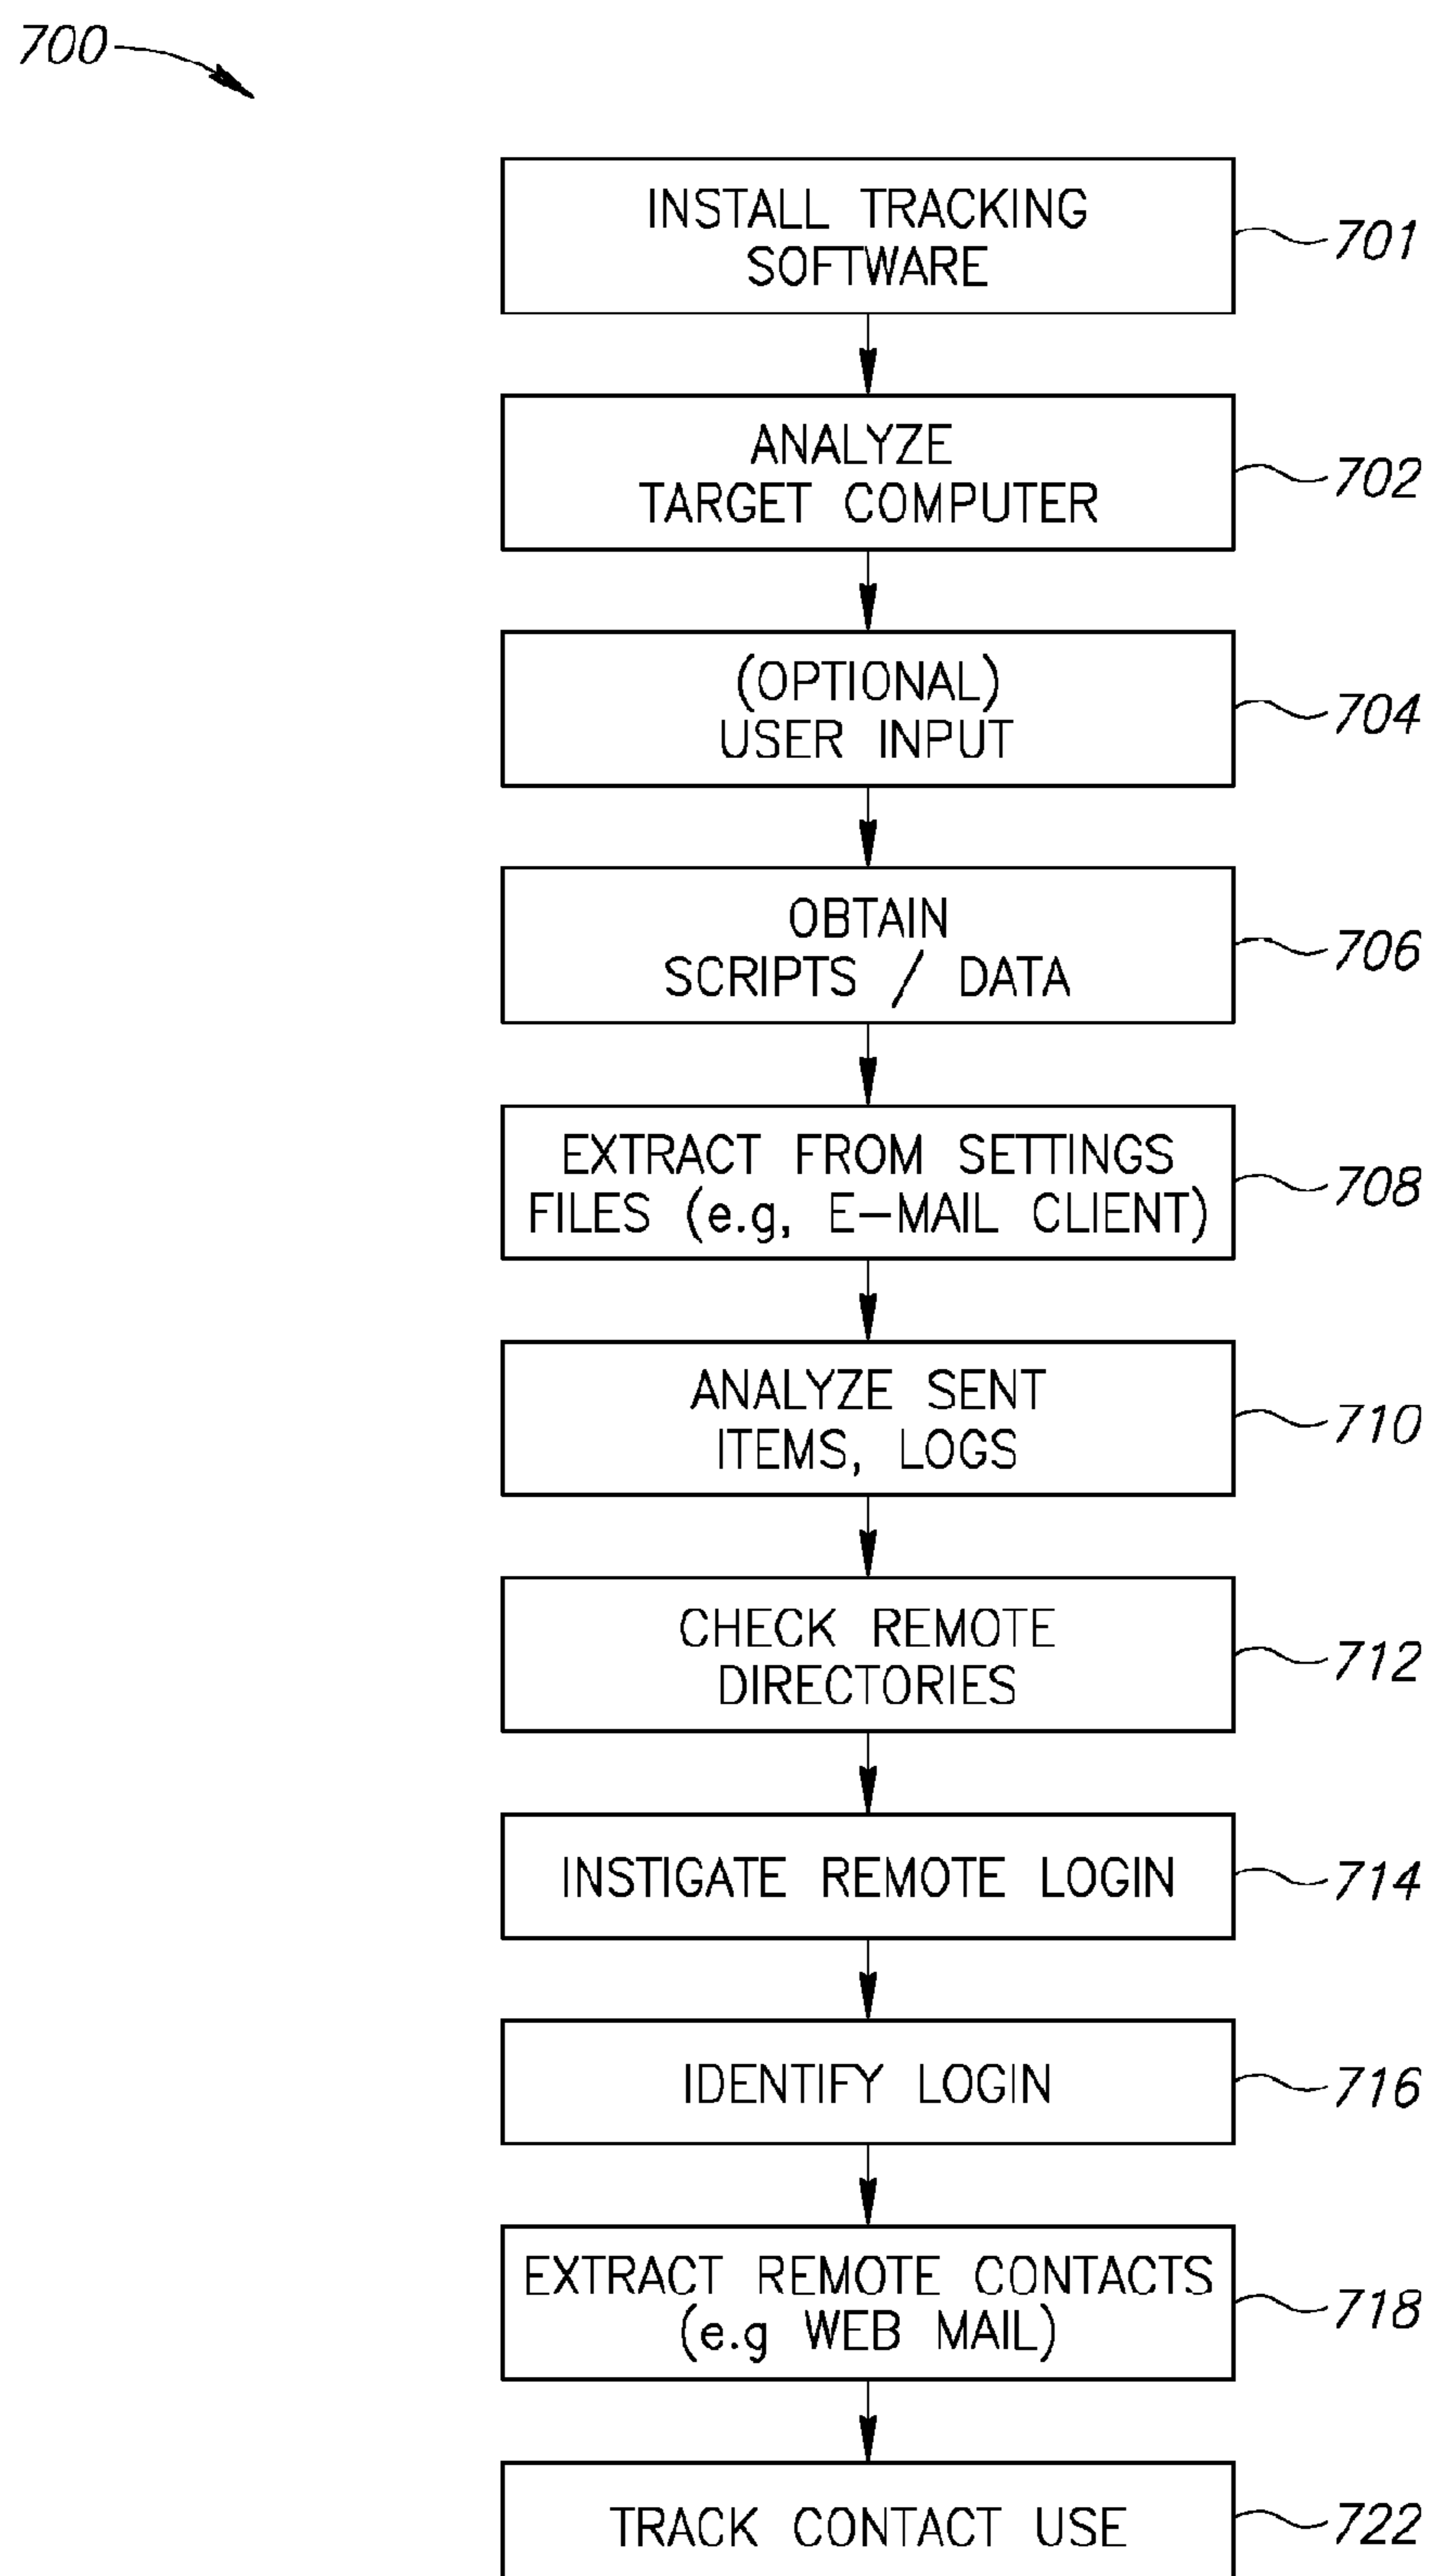 700
INSTALL TRACKING
SOFTWARE
701
ANALYZE
TARGET COMPUTER
702
(OPTIONAL)
USER INPUT
704
OBTAIN
SCRIPTS / DATA
706
EXTRACT FROM SETTINGS
FILES (e.g, E-MAIL CLIENT)
708
ANALYZE SENT
ITEMS, LOGS
710
CHECK REMOTE
DIRECTORIES
712
INSTIGATE REMOTE LOGIN
714
IDENTIFY LOGIN
716
EXTRACT REMOTE CONTACTS
(e.g WEB MAIL)
718
TRACK CONTACT USE
722